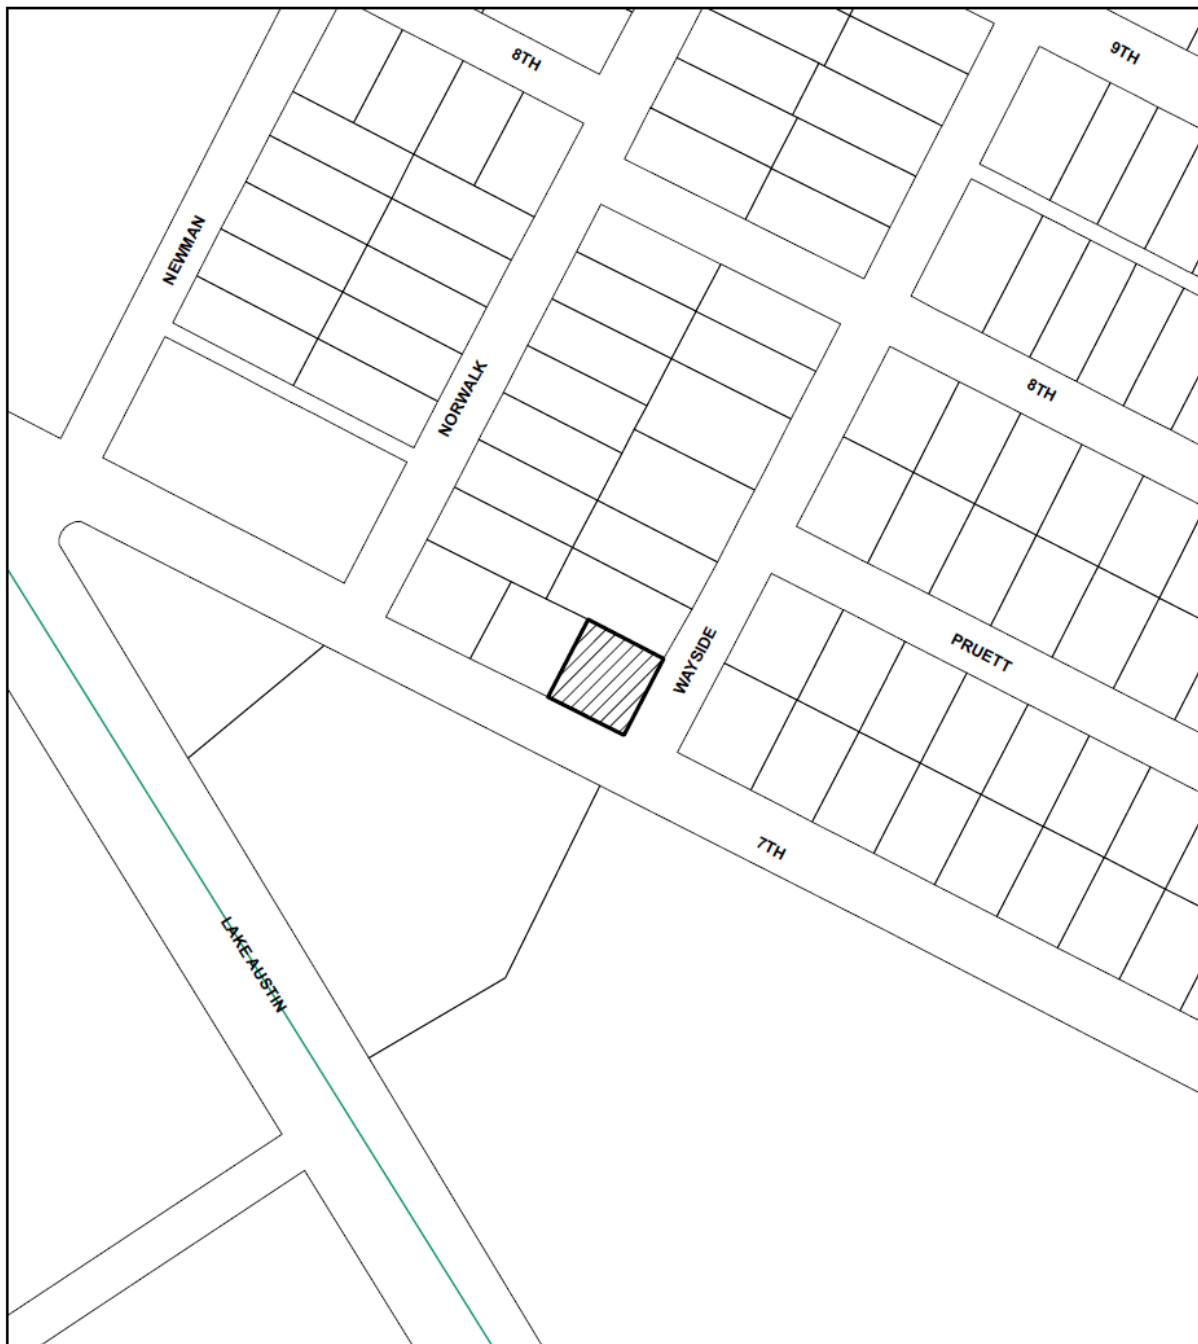 8TH
9TH
NEWMAN
NORWALK
8TH
WAYSIDE
PRUETT
7TH
LAKE AUSTIN